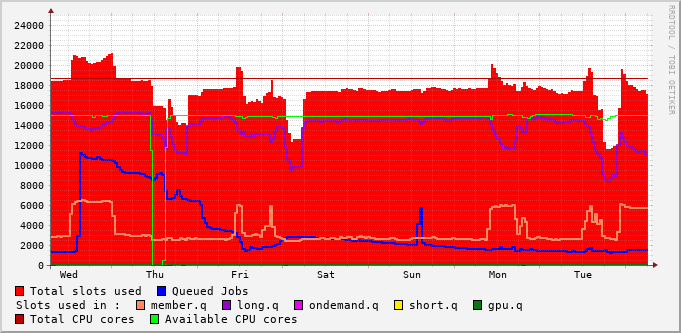 24000
22000
20000
18000
16000
14000
12000
10000
8000
6000
4000
2000
0
Wed Thu Fri Sat Sun Mon Tue
Total slots used Queued Jobs
Slots used in : member.q long.q ondemand.q short.q gpu.q
Total CPU cores Available CPU cores
RRDTOOL / TOBI OETIKER